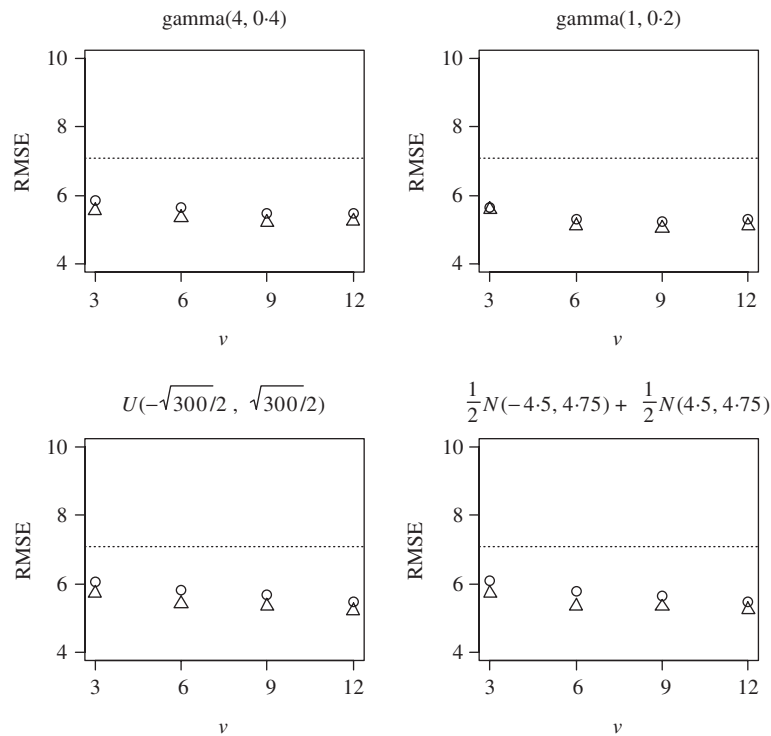 gamma(4, 0·4)
10
8
6
4
RMSE
3 6 9 12
v
gamma(1, 0·2)
10
8
6
4
RMSE
3 6 9 12
v
U(−√300/2 , √300/2)
10
8
6
4
RMSE
3 6 9 12
v
1/2 N(−4·5, 4·75) + 1/2 N(4·5, 4·75)
10
8
6
4
RMSE
3 6 9 12
v